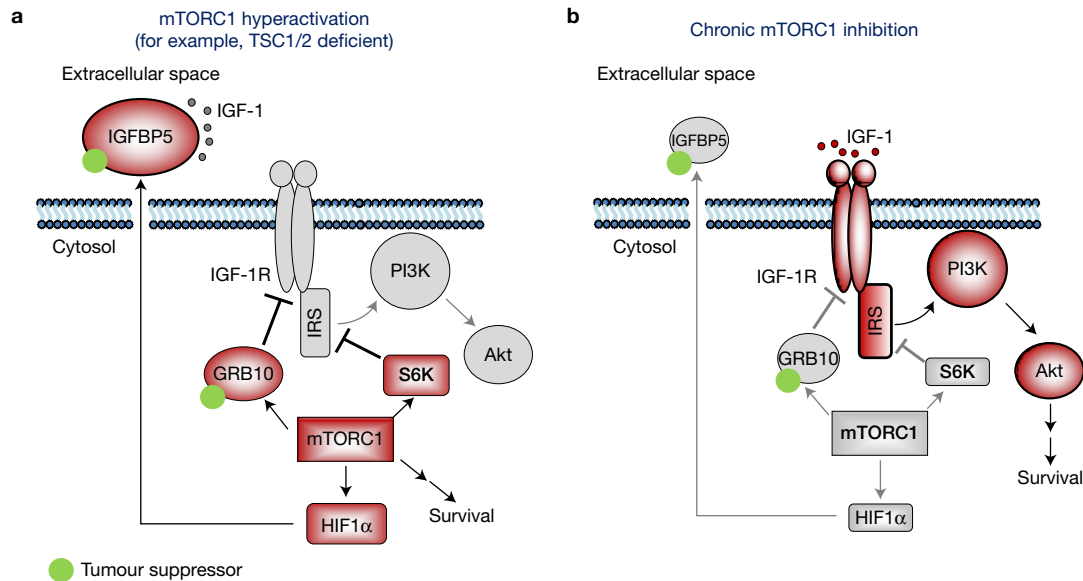 a
mTORC1 hyperactivation
(for example, TSC1/2 deficient)
Extracellular space
IGFBP5
IGF-1
Cytosol
IGF-1R
PI3K
IRS
Akt
GRB10
S6K
mTORC1
Survival
HIF1α
Tumour suppressor
b
Chronic mTORC1 inhibition
Extracellular space
IGFBP5
IGF-1
Cytosol
IGF-1R
PI3K
IRS
GRB10
S6K
Akt
mTORC1
Survival
HIF1α